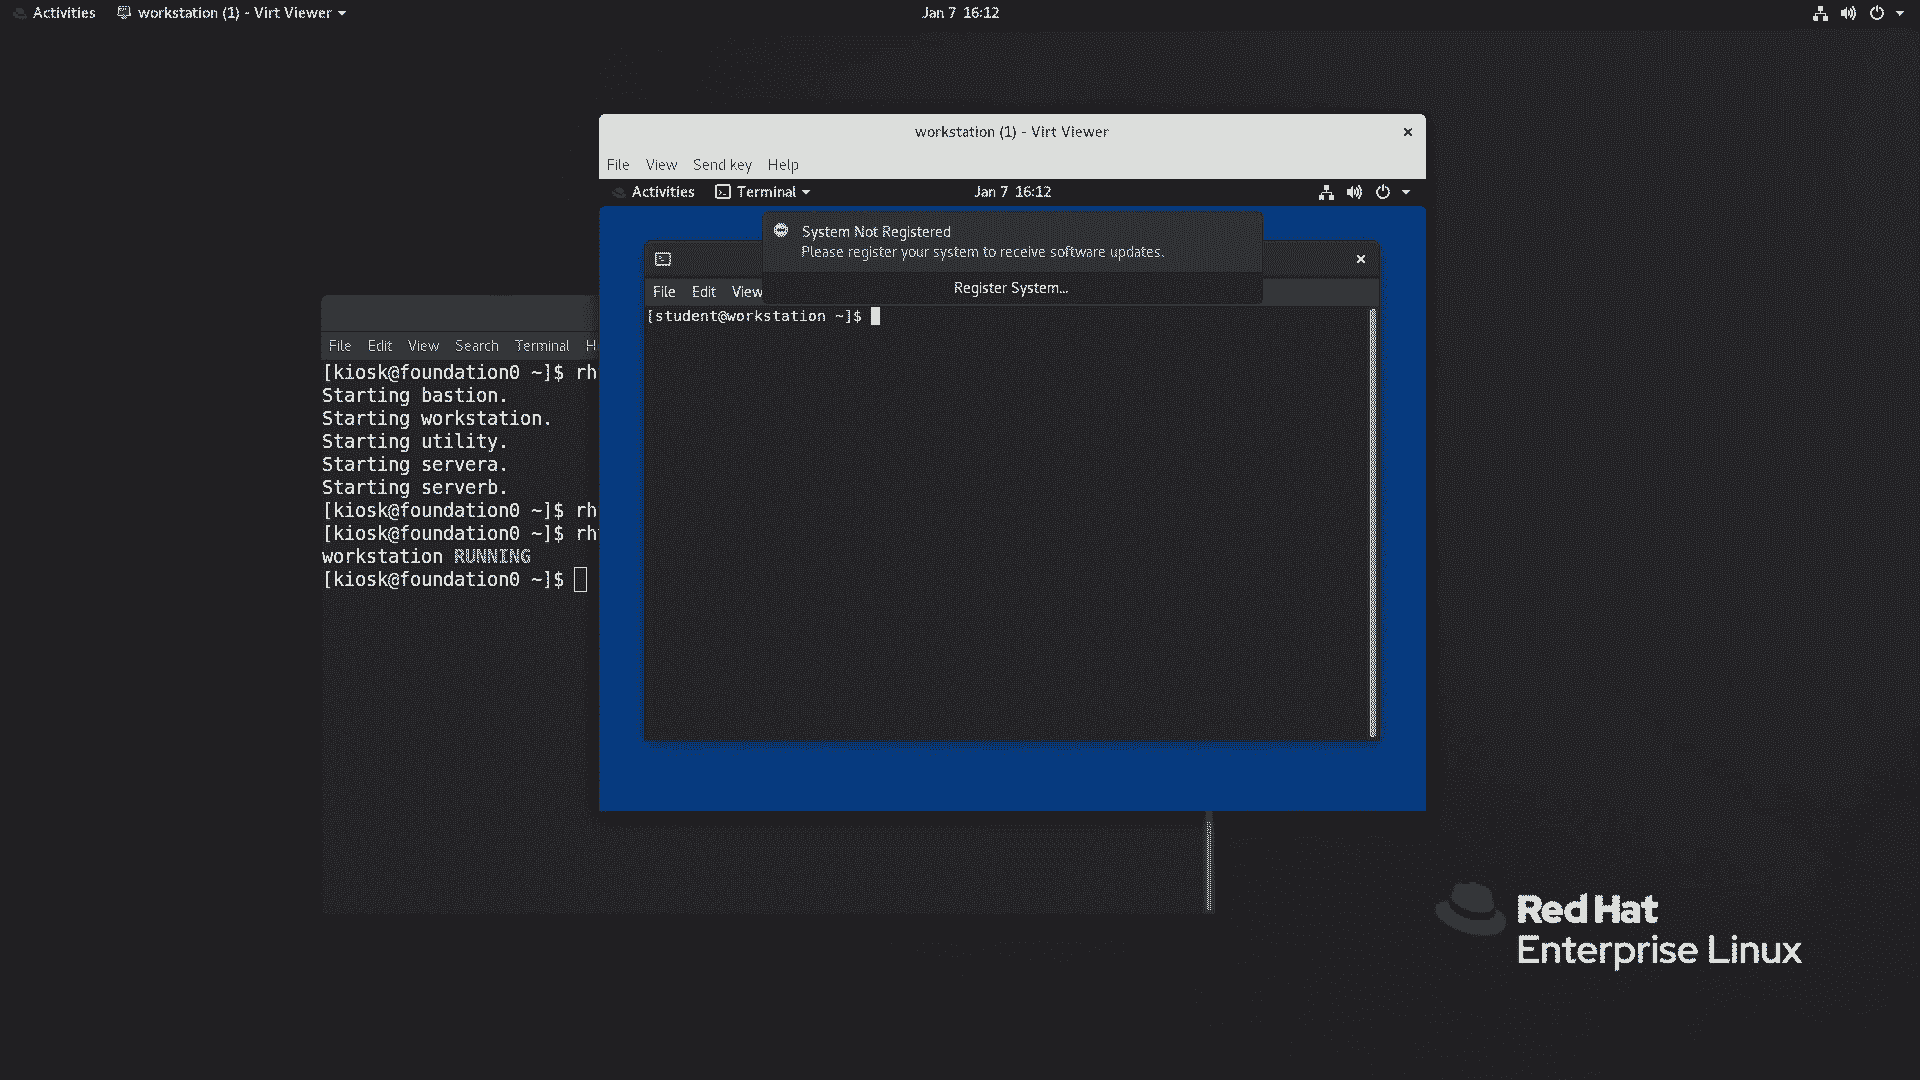 Activities workstation (1) - Virt Viewer Jan 7 16:12
workstation (1) - Virt Viewer
File View Send key Help
Activities Terminal Jan 7 16:12
System Not Registered
Please register your system to receive software updates.
Register System...
File Edit View
[student@workstation ~]$
File Edit View Search Terminal H
[kiosk@foundation0 ~]$ rh
Starting bastion.
Starting workstation.
Starting utility.
Starting servera.
Starting serverb.
[kiosk@foundation0 ~]$ rh
[kiosk@foundation0 ~]$ rh
workstation RUNNING
[kiosk@foundation0 ~]$
Red Hat
Enterprise Linux